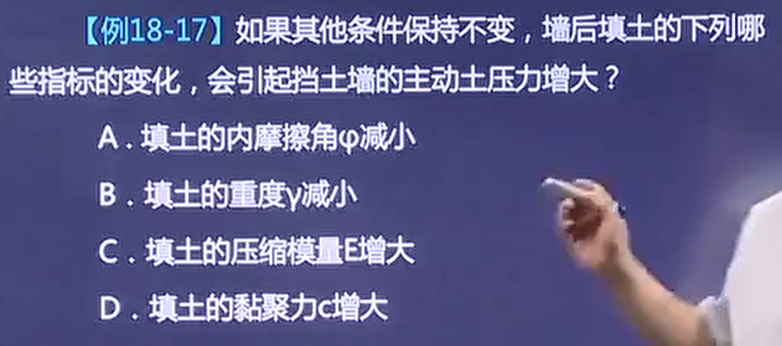 【例18-17】如果其他条件保持不变，墙后填土的下列哪
些指标的变化，会引起挡土墙的主动土压力增大？
A．填土的内摩擦角φ减小
B．填土的重度γ减小
C．填土的压缩模量E增大
D．填土的黏聚力c增大